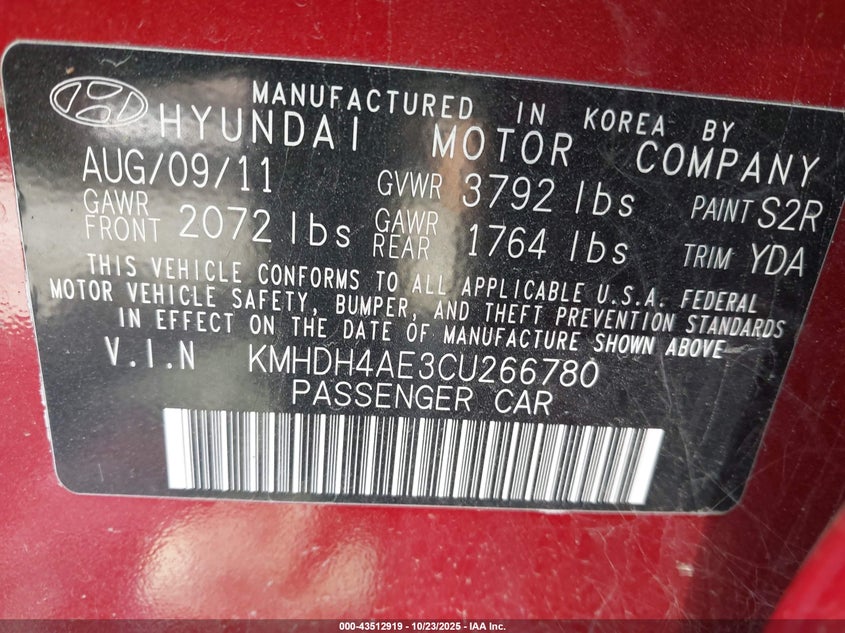 MANUFACTURED IN KOREA BY
HYUNDAI MOTOR COMPANY
AUG/09/11 GVWR 3792 lbs PAINT S2R
GAWR FRONT 2072 lbs GAWR REAR 1764 lbs TRIM YDA
THIS VEHICLE CONFORMS TO ALL APPLICABLE U.S.A. FEDERAL
MOTOR VEHICLE SAFETY, BUMPER, AND THEFT PREVENTION STANDARDS
IN EFFECT ON THE DATE OF MANUFACTURE SHOWN ABOVE
V.I.N KMHDH4AE3CU266780
PASSENGER CAR
000-43512919 - 10/23/2025 - IAA Inc.